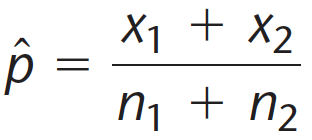 p̂ = (x₁ + x₂) / (n₁ + n₂)